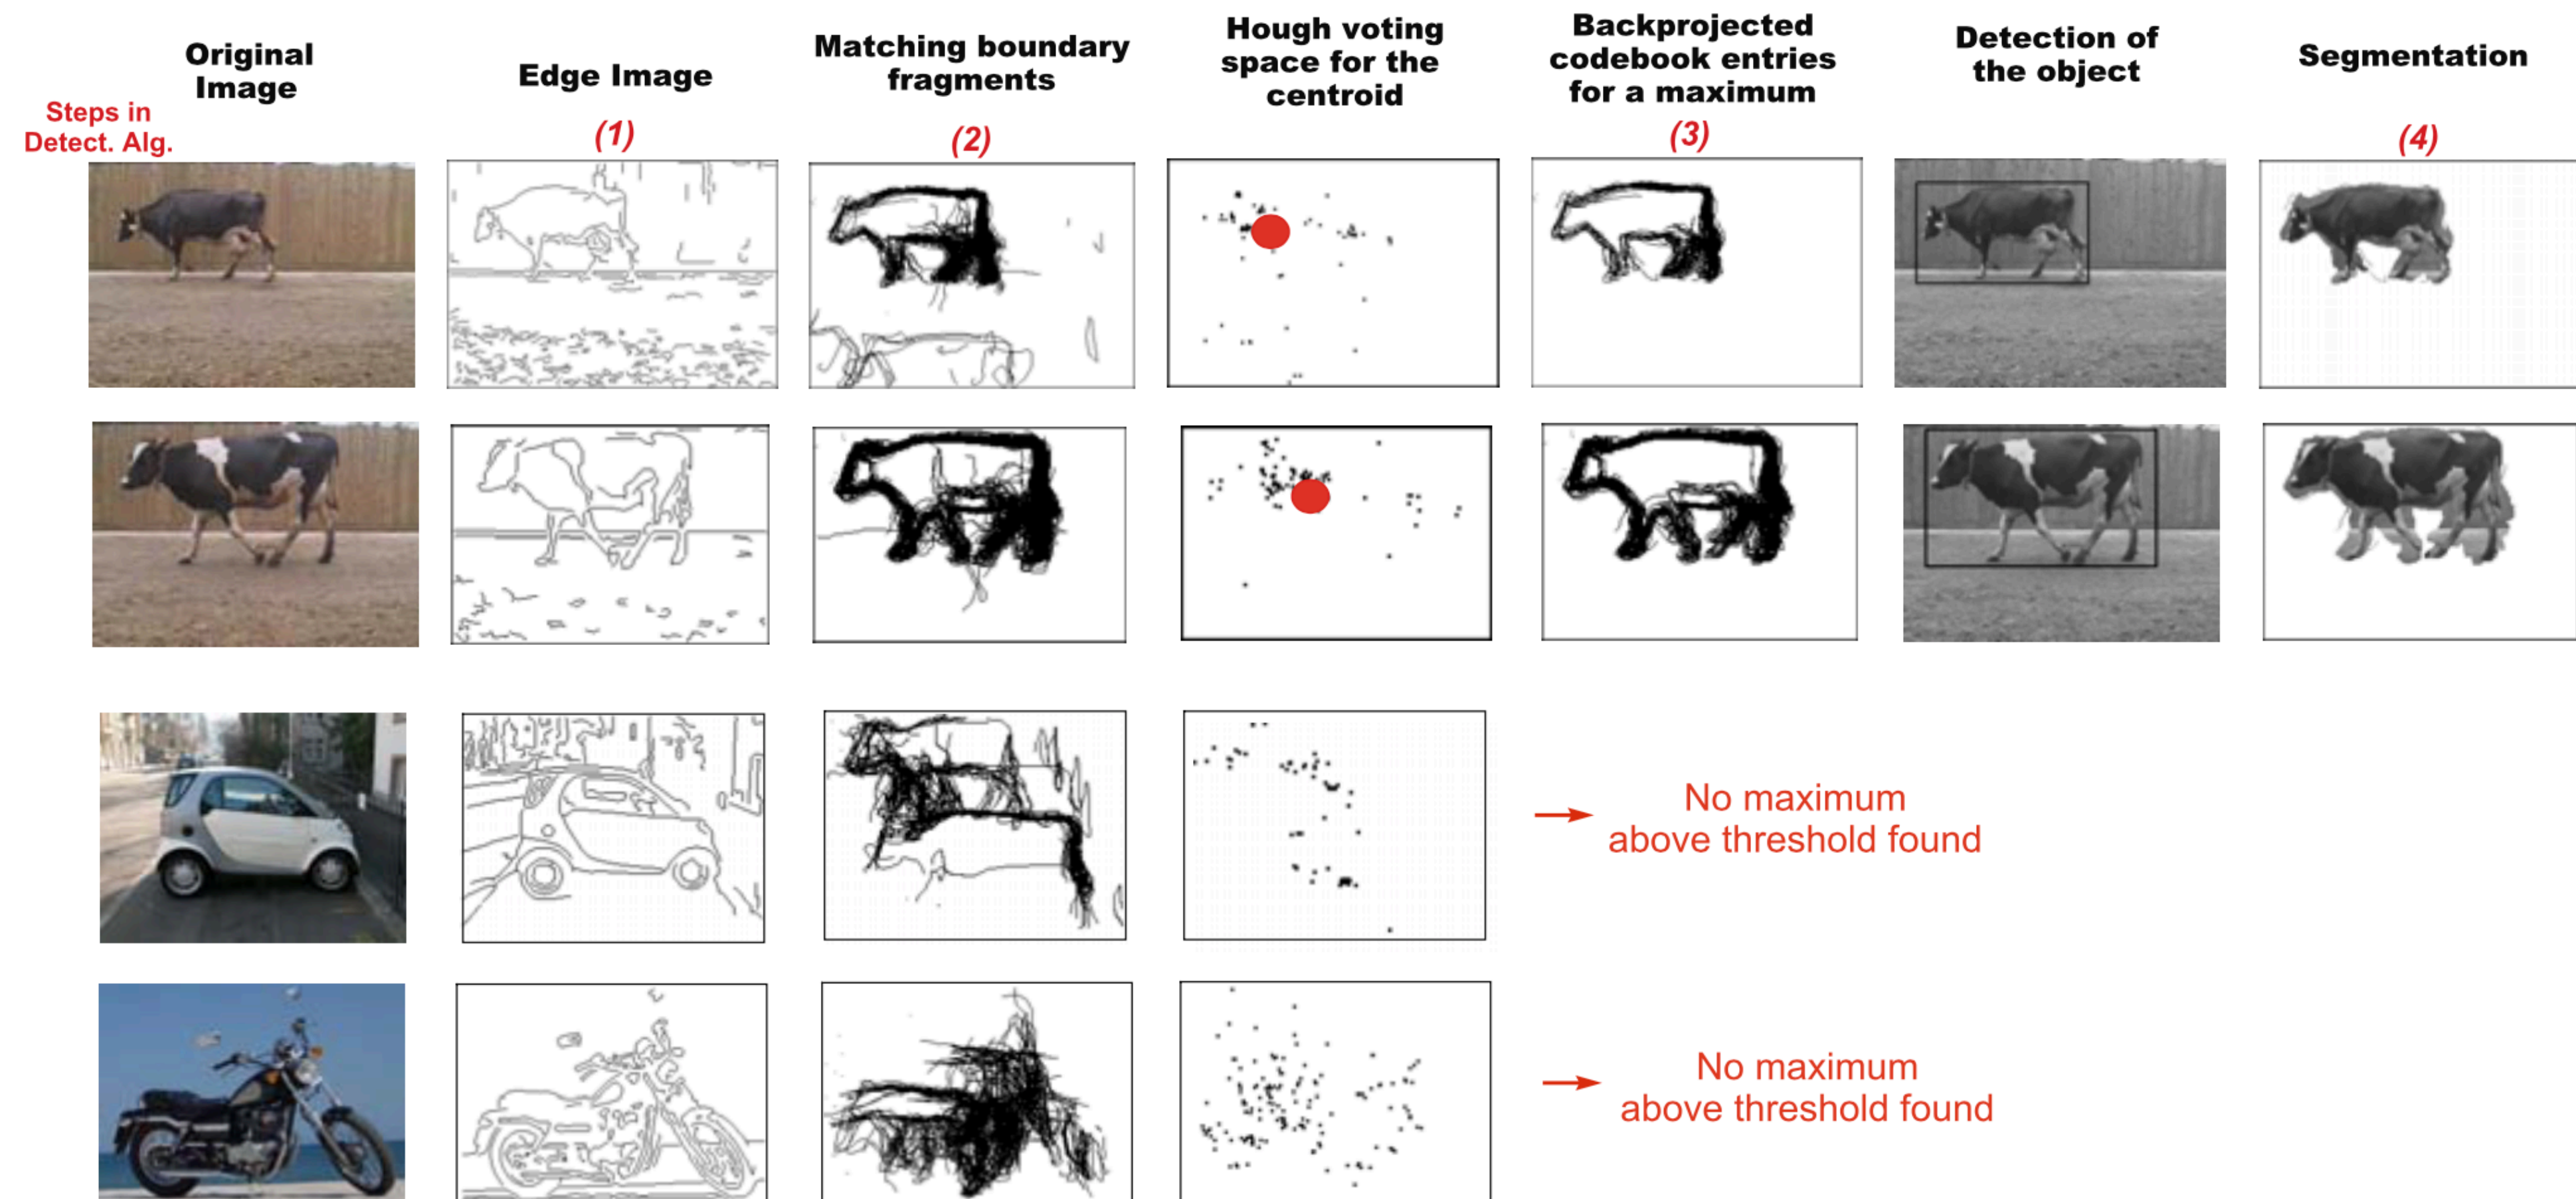 Original
Image
Edge Image
Matching boundary
fragments
Hough voting
space for the
centroid
Backprojected
codebook entries
for a maximum
Detection of
the object
Segmentation
Steps in
Detect. Alg.
(1)
(2)
(3)
(4)
No maximum
above threshold found
No maximum
above threshold found